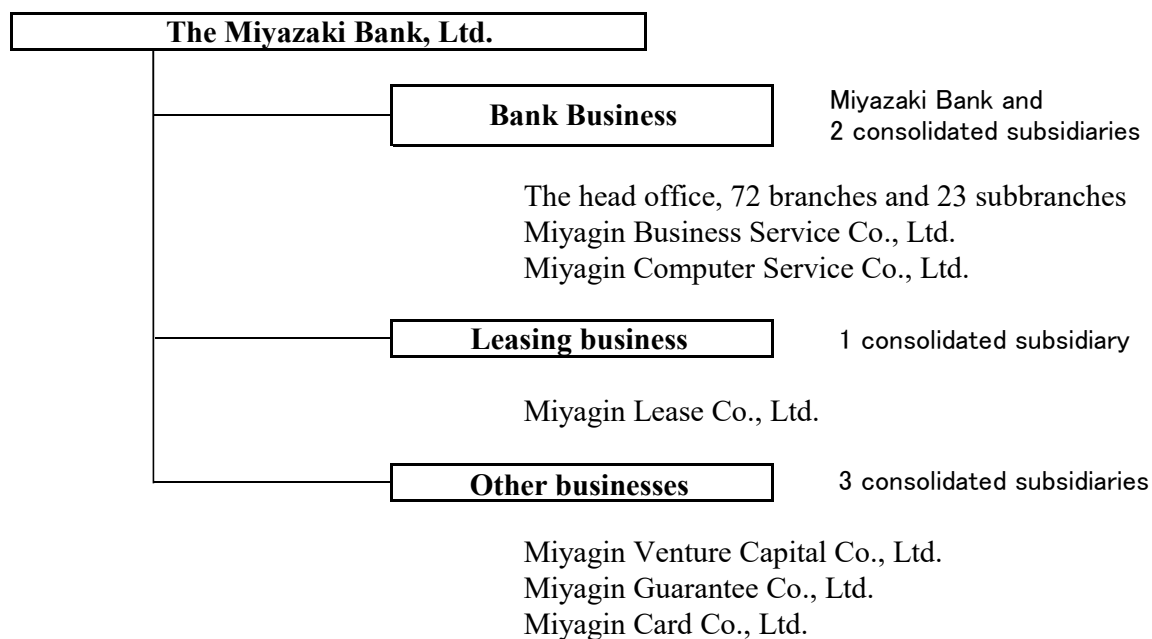 The Miyazaki Bank, Ltd.
Bank Business
Miyazaki Bank and
2 consolidated subsidiaries
The head office, 72 branches and 23 subbranches
Miyagin Business Service Co., Ltd.
Miyagin Computer Service Co., Ltd.
Leasing business
1 consolidated subsidiary
Miyagin Lease Co., Ltd.
Other businesses
3 consolidated subsidiaries
Miyagin Venture Capital Co., Ltd.
Miyagin Guarantee Co., Ltd.
Miyagin Card Co., Ltd.